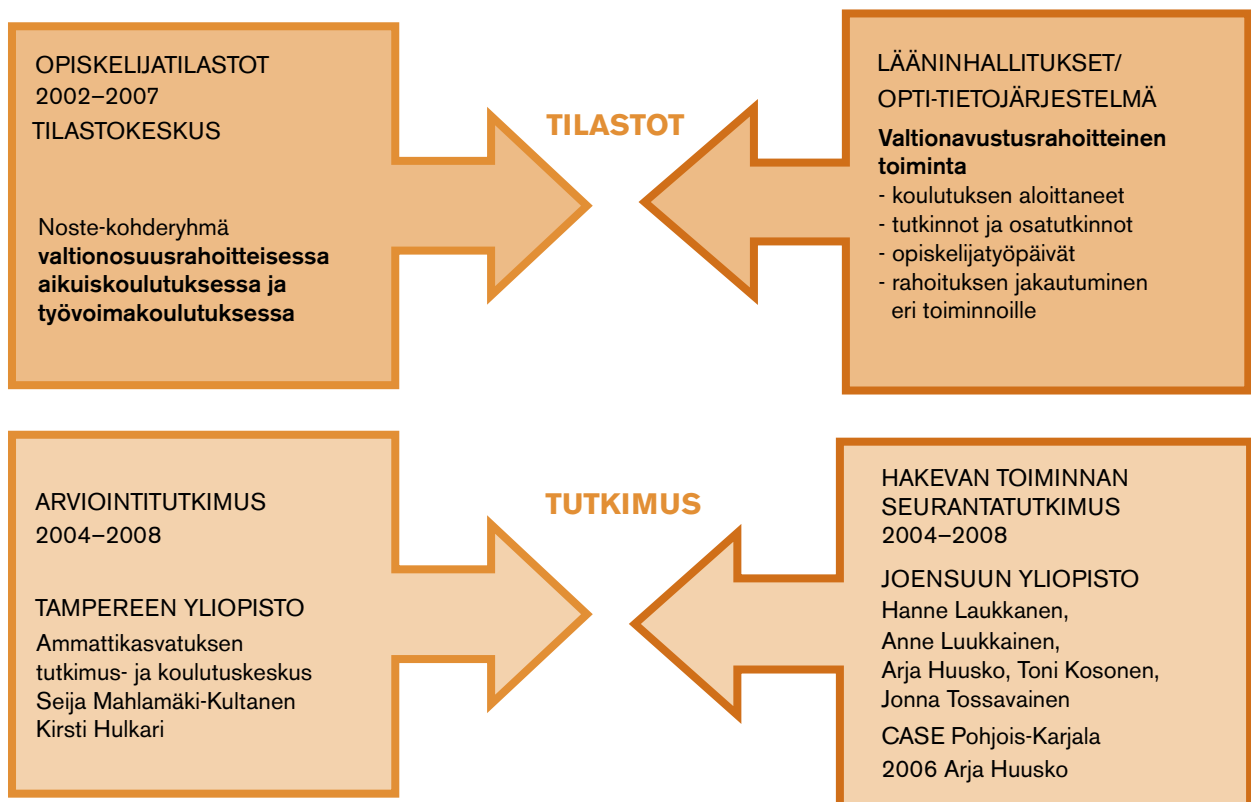 OPISKELIJATILASTOT
2002–2007
TILASTOKESKUS
Noste-kohderyhmä
valtionosuusrahoitteisessa
aikuiskoulutuksessa ja
työvoimakoulutuksessa
TILASTOT
LÄÄNINHALLITUKSET/
OPTI-TIETOJÄRJESTELMÄ
Valtionavustusrahoitteinen
toiminta
- koulutuksen aloittaneet
- tutkinnot ja osatutkinnot
- opiskelijatyöpäivät
- rahoituksen jakautuminen
eri toiminnoille
ARVIOINTITUTKIMUS
2004–2008
TAMPEREEN YLIOPISTO
Ammattikasvatuksen
tutkimus- ja koulutuskeskus
Seija Mahlamäki-Kultanen
Kirsti Hulkari
TUTKIMUS
HAKEVAN TOIMINNAN
SEURANTATUTKIMUS
2004–2008
JOENSUUN YLIOPISTO
Hanne Laukkanen,
Anne Luukkainen,
Arja Huusko, Toni Kosonen,
Jonna Tossavainen
CASE Pohjois-Karjala
2006 Arja Huusko